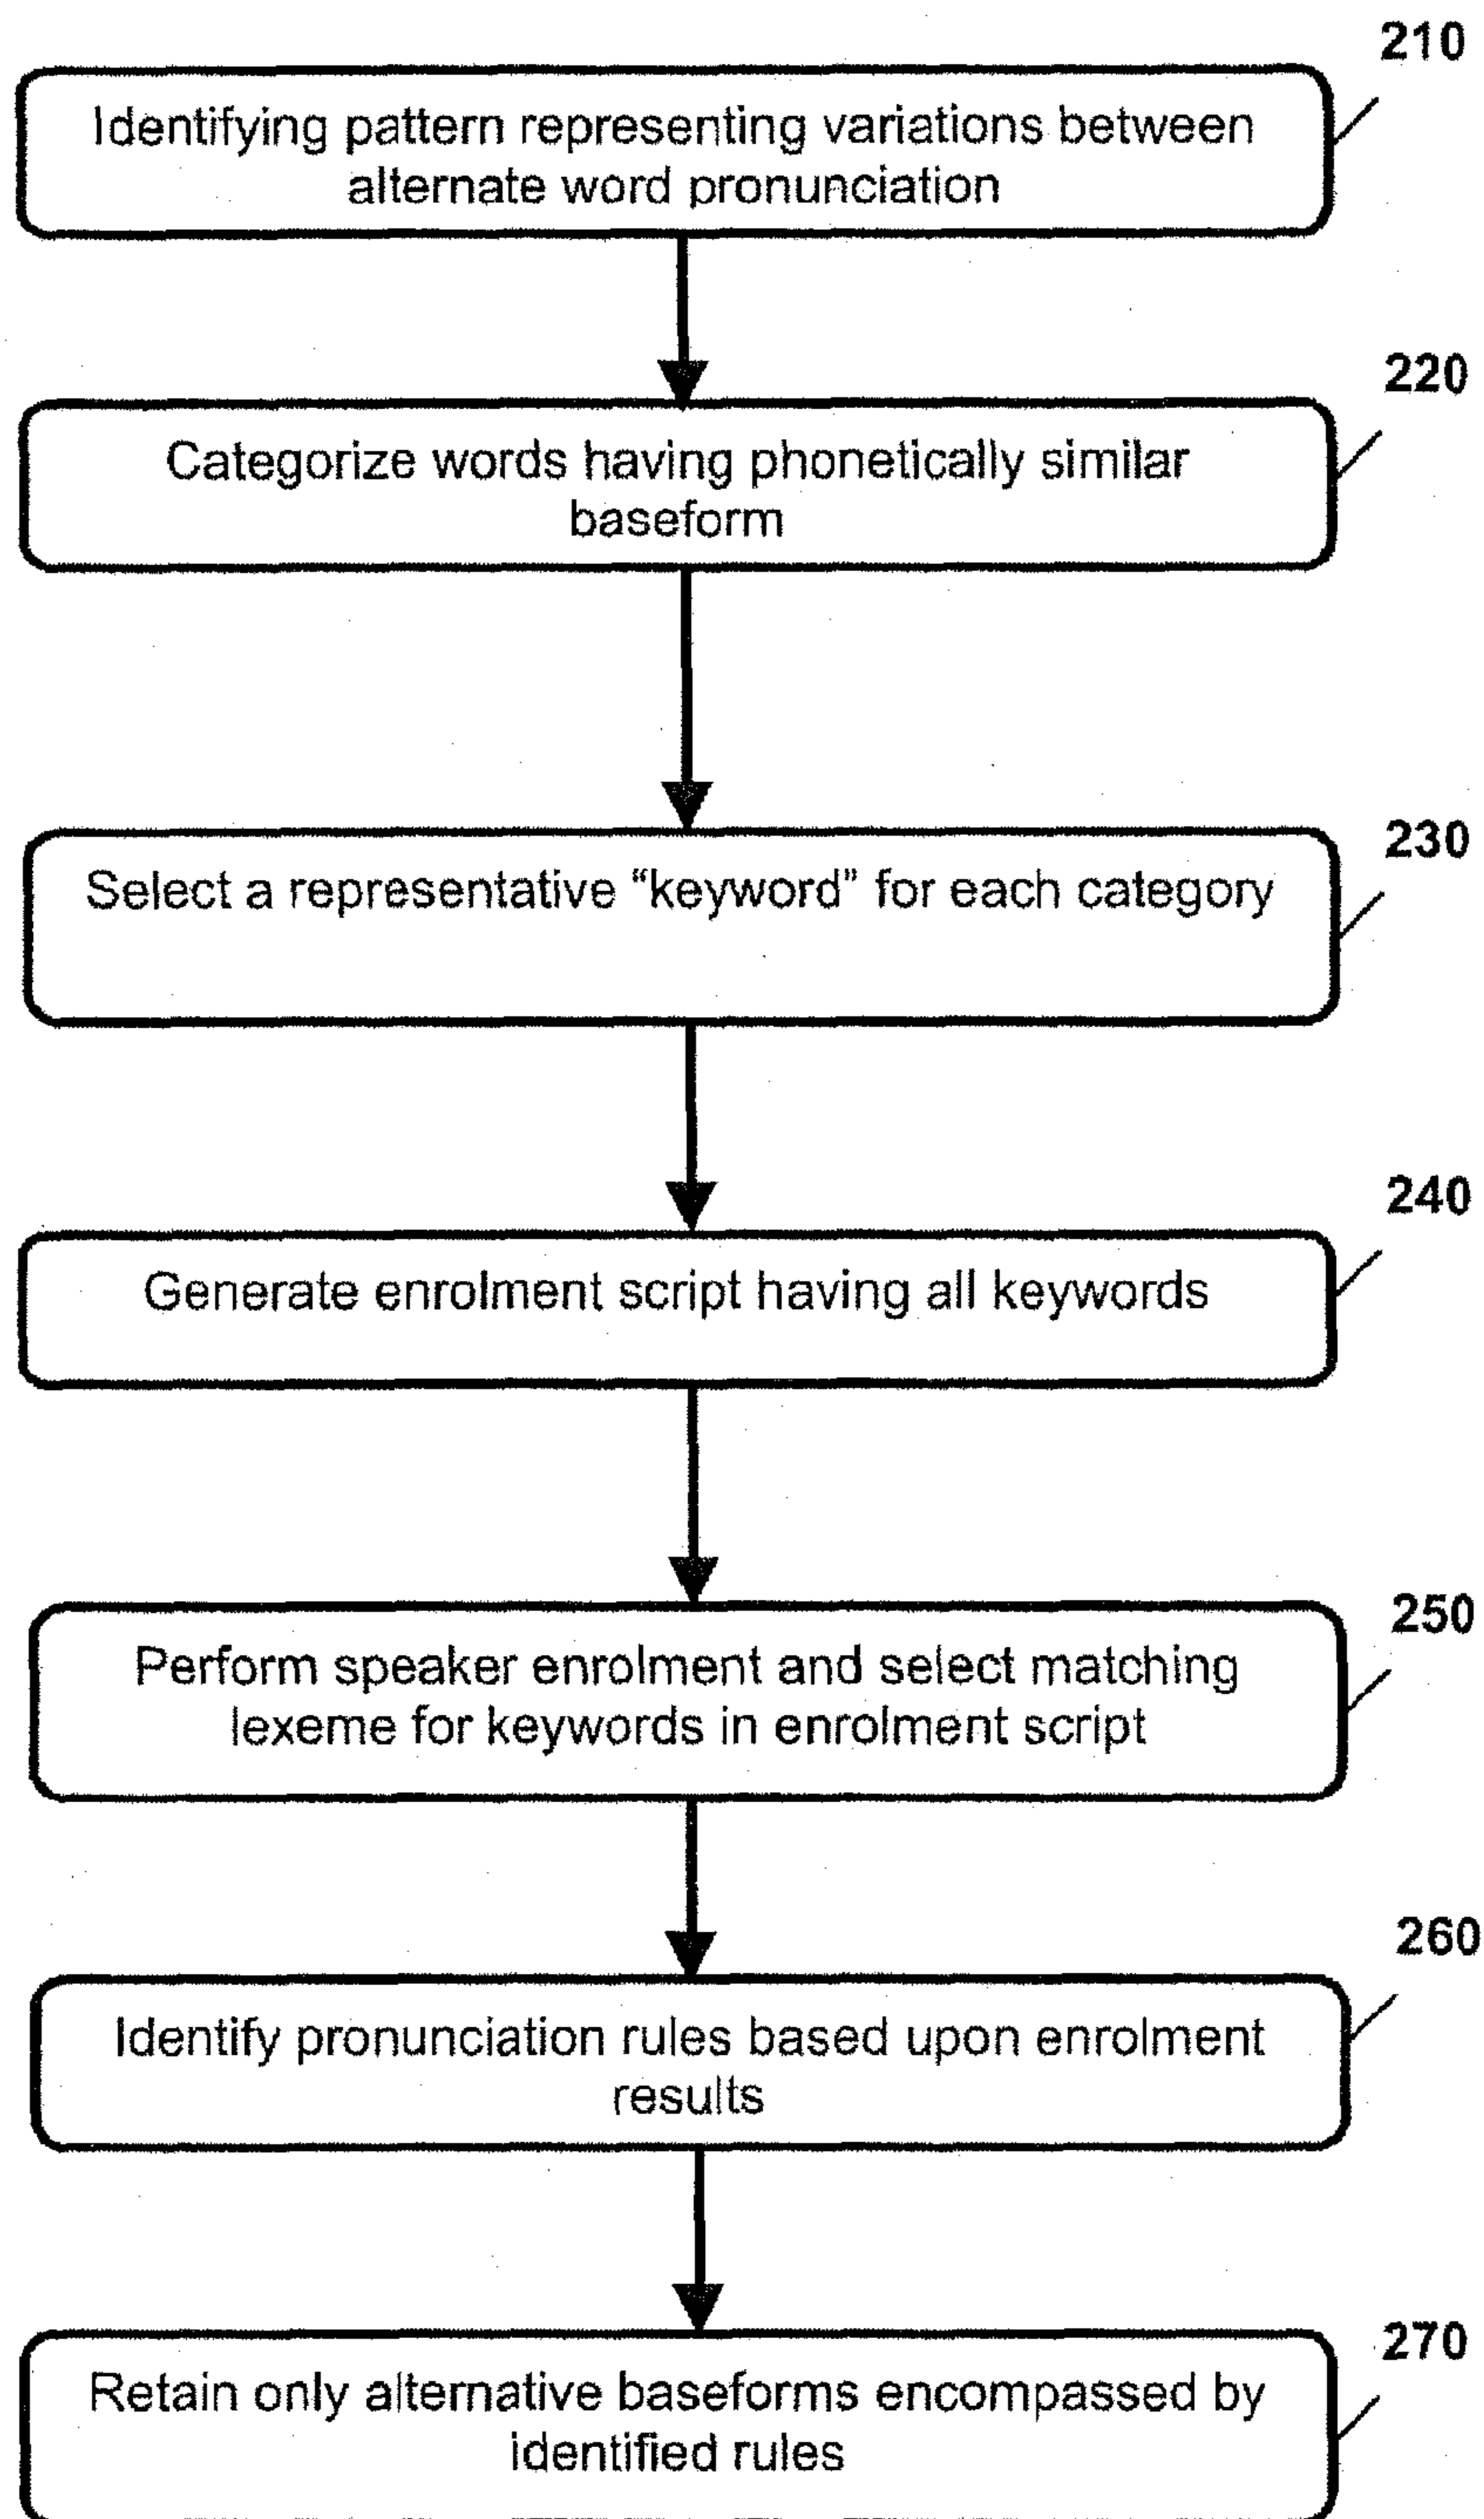 210
Identifying pattern representing variations between
alternate word pronunciation
220
Categorize words having phonetically similar
baseform
230
Select a representative “keyword” for each category
240
Generate enrolment script having all keywords
250
Perform speaker enrolment and select matching
lexeme for keywords in enrolment script
260
Identify pronunciation rules based upon enrolment
results
270
Retain only alternative baseforms encompassed by
identified rules